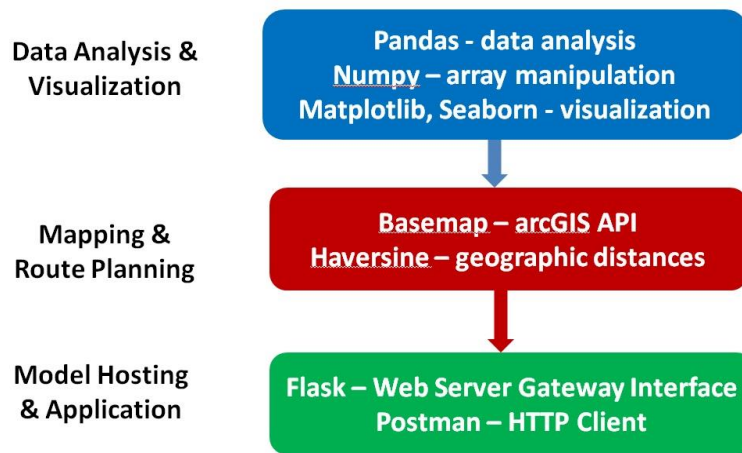 Data Analysis &
Visualization
Pandas - data analysis
Numpy – array manipulation
Matplotlib, Seaborn - visualization
Mapping &
Route Planning
Basemap – arcGIS API
Haversine – geographic distances
Model Hosting
& Application
Flask – Web Server Gateway Interface
Postman – HTTP Client